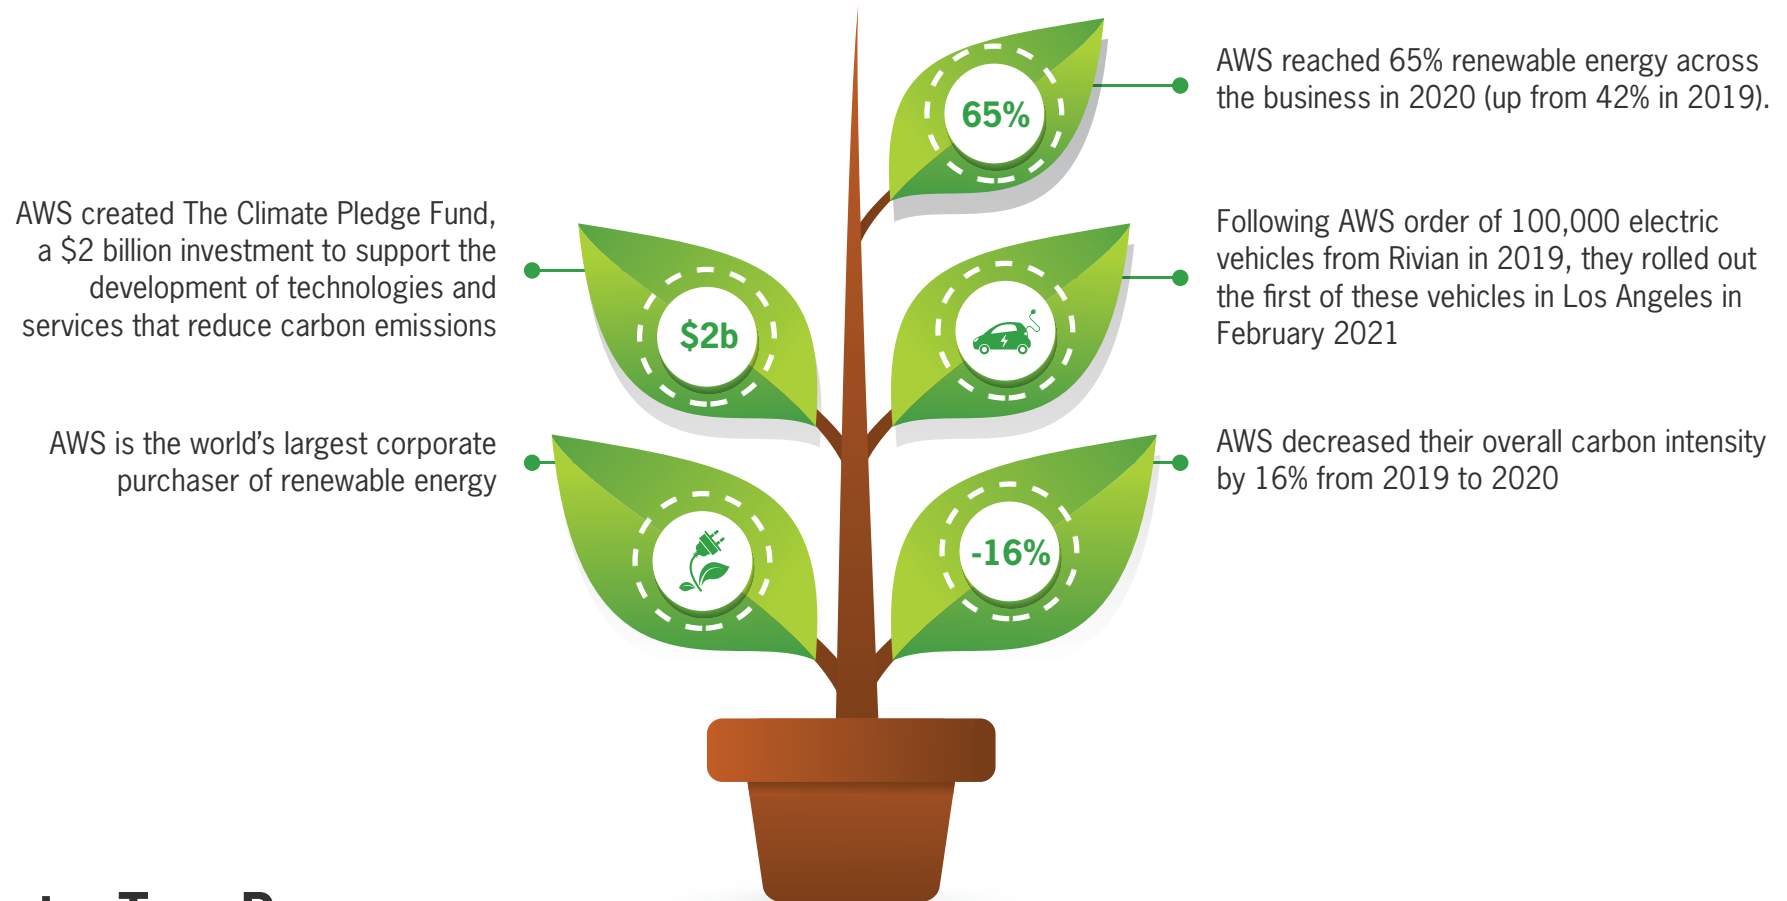 65%
AWS reached 65% renewable energy across
the business in 2020 (up from 42% in 2019).
AWS created The Climate Pledge Fund,
a $2 billion investment to support the
development of technologies and
services that reduce carbon emissions
$2b
Following AWS order of 100,000 electric
vehicles from Rivian in 2019, they rolled out
the first of these vehicles in Los Angeles in
February 2021
AWS is the world’s largest corporate
purchaser of renewable energy
-16%
AWS decreased their overall carbon intensity
by 16% from 2019 to 2020